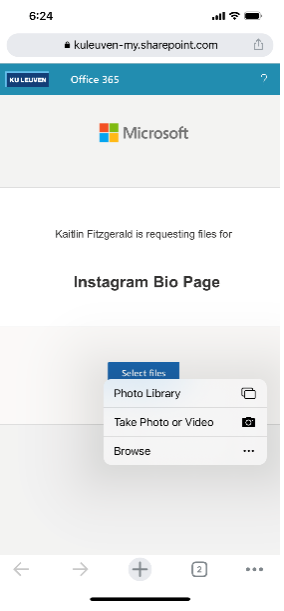 6:24
kuleuven-my.sharepoint.com
KU LEUVEN Office 365
?
Microsoft
Kaitlin Fitzgerald is requesting files for
Instagram Bio Page
Select files
Photo Library
Take Photo or Video
Browse
2